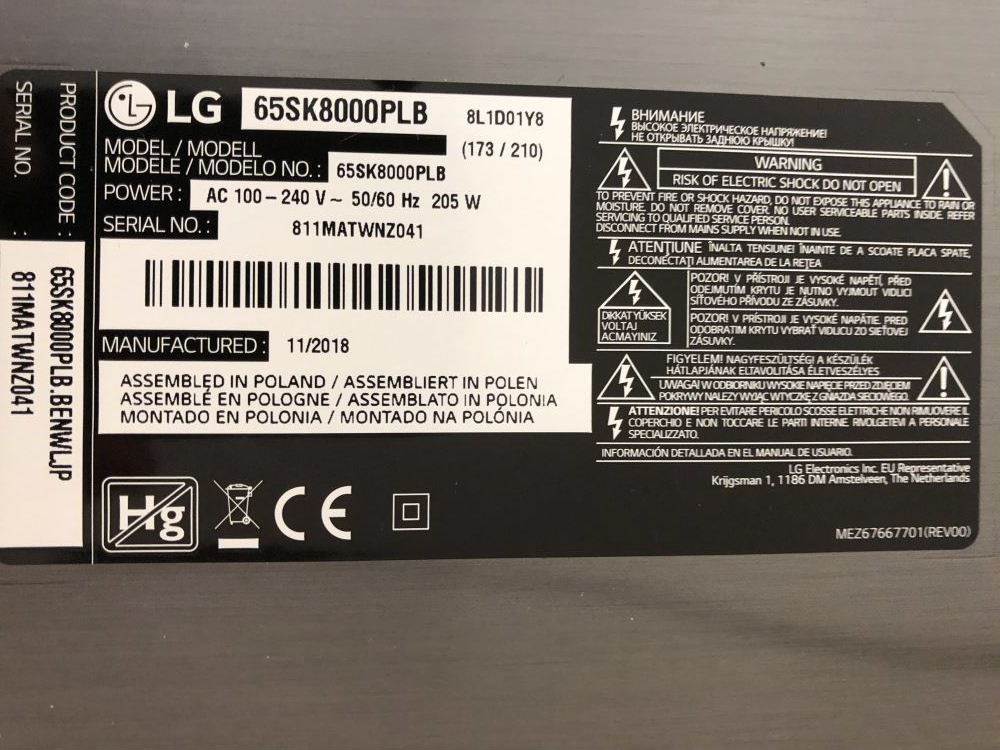 PRODUCT CODE : 65SK8000PLB.BENWLJP
SERIAL NO. : 811MATWNZ041
LG 65SK8000PLB 8L1D01Y8
MODEL / MODELL (173 / 210)
MODELE / MODELO NO. : 65SK8000PLB
POWER : AC 100 – 240 V ~ 50/60 Hz 205 W
SERIAL NO. : 811MATWNZ041
MANUFACTURED : 11/2018
ASSEMBLED IN POLAND / ASSEMBLIERT IN POLEN
ASSEMBLÉ EN POLOGNE / ASSEMBLATO IN POLONIA
MONTADO EN POLONIA / MONTADO NA POLÓNIA
Hg
CE
ВНИМАНИЕ
ВЫСОКОЕ ЭЛЕКТРИЧЕСКОЕ НАПРЯЖЕНИЕ!
НЕ ОТКРЫВАТЬ ЗАДНЮЮ КРЫШКУ!
WARNING
RISK OF ELECTRIC SHOCK DO NOT OPEN
TO PREVENT FIRE OR SHOCK HAZARD, DO NOT EXPOSE THIS APPLIANCE TO RAIN OR
MOISTURE. DO NOT REMOVE COVER. NO USER SERVICEABLE PARTS INSIDE. REFER
SERVICING TO QUALIFIED SERVICE PERSON.
DISCONNECT FROM MAINS SUPPLY WHEN NOT IN USE.
ATENŢIUNE ÎNALTA TENSIUNE! ÎNAINTE DE A SCOATE PLACA SPATE,
DECONECTAŢI ALIMENTAREA DE LA REŢEA
DIKKAT YÜKSEK
VOLTAJ
ACMAYINIZ
POZOR! V PŘÍSTROJI JE VYSOKÉ NAPĚTÍ, PŘED
ODEJMUTÍM KRYTU JE NUTNO VYJMOUT VIDLICI
SÍŤOVÉHO PŘÍVODU ZE ZÁSUVKY.
POZOR! V PRÍSTROJI JE VYSOKÉ NAPÄTIE. PRED
ODOBRATIM KRYTU VYBRAŤ VIDLICU ZO SIEŤOVEJ
ZÁSUVKY.
FIGYELEM! NAGYFESZÜLTSÉG! A KÉSZÜLÉK
HÁTLAPJÁNAK ELTAVOLÍTÁSA ÉLETVESZÉLYES
UWAGA! W ODBIORNIKU WYSOKIE NAPIĘCIE PRZED ZDJĘCIEM
POKRYWY NALEŻY WYJĄĆ WTYCZKĘ Z GNIAZDA SIECIOWEGO.
ATTENZIONE! PER EVITARE PERICOLO SCOSSE ELETTRICHE NON RIMUOVERE IL
COPERCHIO E NON TOCCARE LE PARTI INTERNE. RIVOLGETEVI A PERSONALE
SPECIALIZZATO.
INFORMACIÓN DETALLADA EN EL MANUAL DE USUARIO.
LG Electronics Inc. EU Representative
Krijgsman 1, 1186 DM Amstelveen, The Netherlands
MEZ67667701(REV00)